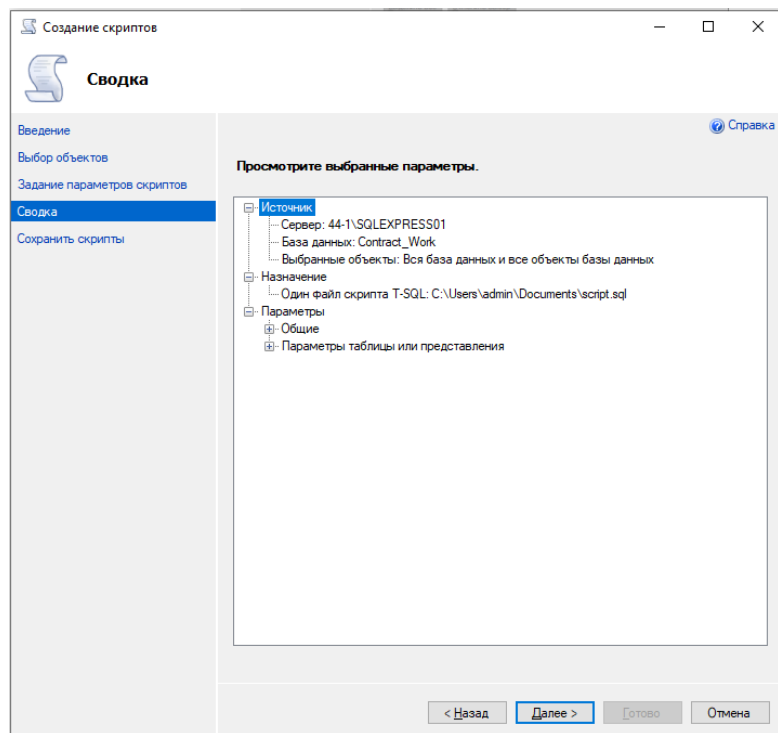 Создание скриптов
Сводка
Введение
Выбор объектов
Задание параметров скриптов
Сводка
Сохранить скрипты
Справка
Просмотрите выбранные параметры.
Источник
Сервер: 44-1\SQLEXPRESS01
База данных: Contract_Work
Выбранные объекты: Вся база данных и все объекты базы данных
Назначение
Один файл скрипта T-SQL: C:\Users\admin\Documents\script.sql
Параметры
Общие
Параметры таблицы или представления
< Назад Далее > Готово Отмена